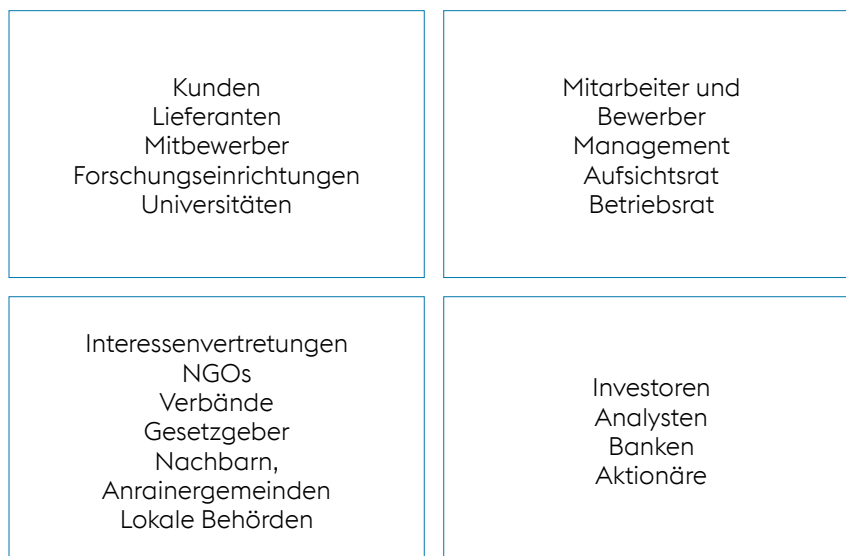 Kunden
Lieferanten
Mitbewerber
Forschungseinrichtungen
Universitäten
Mitarbeiter und
Bewerber
Management
Aufsichtsrat
Betriebsrat
Interessenvertretungen
NGOs
Verbände
Gesetzgeber
Nachbarn,
Anrainergemeinden
Lokale Behörden
Investoren
Analysten
Banken
Aktionäre